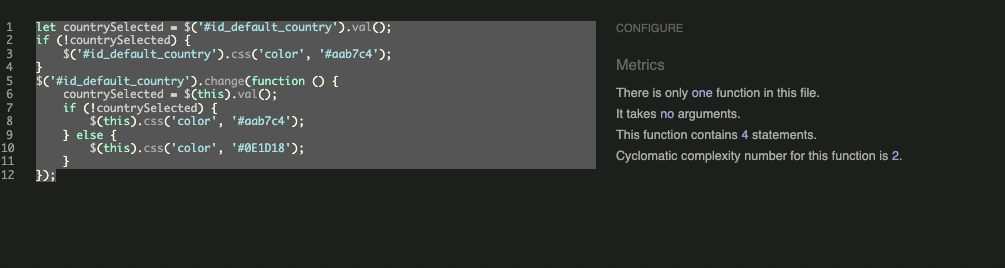 1 let countrySelected = $('#id_default_country').val();
2 if (!countrySelected) {
3     $('#id_default_country').css('color', '#aab7c4');
4 }
5 $('#id_default_country').change(function () {
6     countrySelected = $(this).val();
7     if (!countrySelected) {
8         $(this).css('color', '#aab7c4');
9     } else {
10         $(this).css('color', '#0E1D18');
11     }
12 });
CONFIGURE
Metrics
There is only one function in this file.
It takes no arguments.
This function contains 4 statements.
Cyclomatic complexity number for this function is 2.